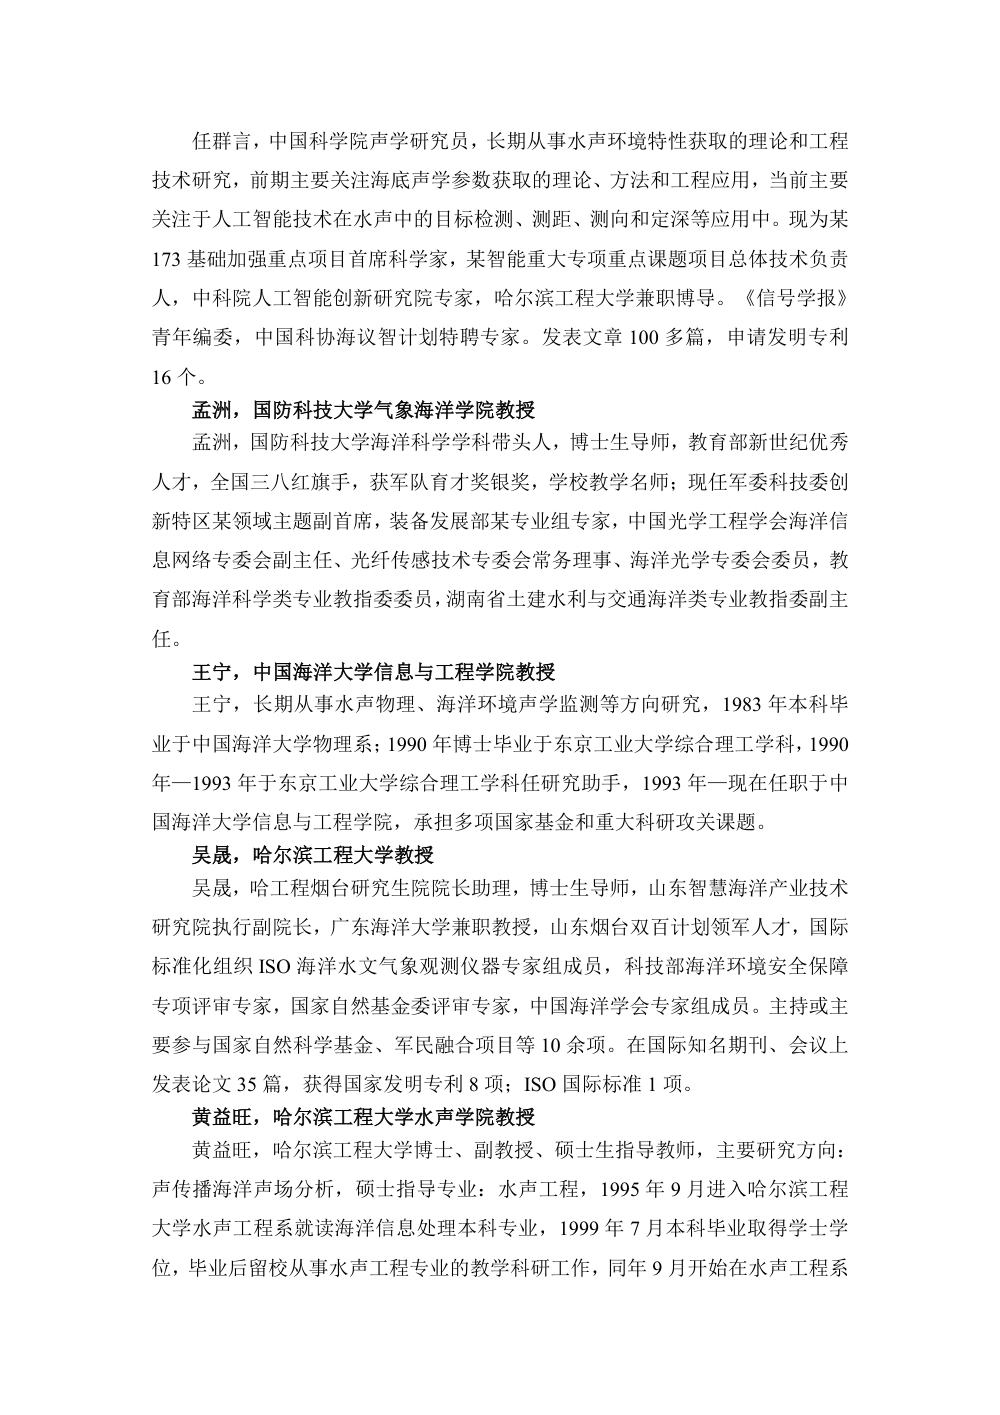 任群言，中国科学院声学研究员，长期从事水声环境特性获取的理论和工程
技术研究，前期主要关注海底声学参数获取的理论、方法和工程应用，当前主要
关注于人工智能技术在水声中的目标检测、测距、测向和定深等应用中。现为某
173 基础加强重点项目首席科学家，某智能重大专项重点课题项目总体技术负责
人，中科院人工智能创新研究院专家，哈尔滨工程大学兼职博导。《信号学报》
青年编委，中国科协海议智计划特聘专家。发表文章 100 多篇，申请发明专利
16 个。
孟洲，国防科技大学气象海洋学院教授
孟洲，国防科技大学海洋科学学科带头人，博士生导师，教育部新世纪优秀
人才，全国三八红旗手，获军队育才奖银奖，学校教学名师；现任军委科技委创
新特区某领域主题副首席，装备发展部某专业组专家，中国光学工程学会海洋信
息网络专委会副主任、光纤传感技术专委会常务理事、海洋光学专委会委员，教
育部海洋科学类专业教指委委员，湖南省土建水利与交通海洋类专业教指委副主
任。
王宁，中国海洋大学信息与工程学院教授
王宁，长期从事水声物理、海洋环境声学监测等方向研究，1983 年本科毕
业于中国海洋大学物理系；1990 年博士毕业于东京工业大学综合理工学科，1990
年—1993 年于东京工业大学综合理工学科任研究助手，1993 年—现在任职于中
国海洋大学信息与工程学院，承担多项国家基金和重大科研攻关课题。
吴晟，哈尔滨工程大学教授
吴晟，哈工程烟台研究生院院长助理，博士生导师，山东智慧海洋产业技术
研究院执行副院长，广东海洋大学兼职教授，山东烟台双百计划领军人才，国际
标准化组织 ISO 海洋水文气象观测仪器专家组成员，科技部海洋环境安全保障
专项评审专家，国家自然基金委评审专家，中国海洋学会专家组成员。主持或主
要参与国家自然科学基金、军民融合项目等 10 余项。在国际知名期刊、会议上
发表论文 35 篇，获得国家发明专利 8 项；ISO 国际标准 1 项。
黄益旺，哈尔滨工程大学水声学院教授
黄益旺，哈尔滨工程大学博士、副教授、硕士生指导教师，主要研究方向：
声传播海洋声场分析，硕士指导专业：水声工程，1995 年 9 月进入哈尔滨工程
大学水声工程系就读海洋信息处理本科专业，1999 年 7 月本科毕业取得学士学
位，毕业后留校从事水声工程专业的教学科研工作，同年 9 月开始在水声工程系